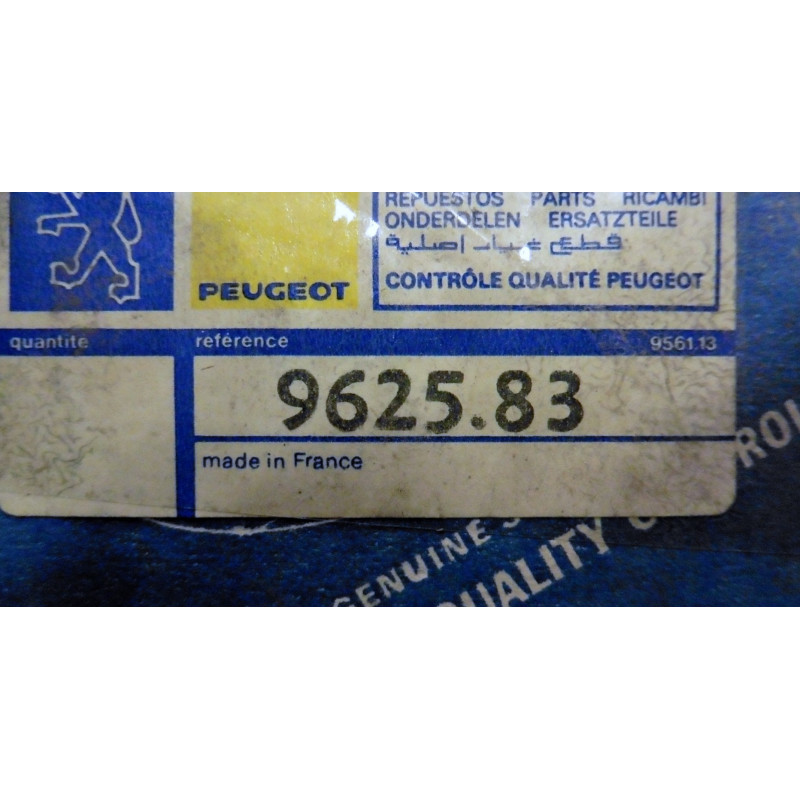 REPUESTOS PARTS RICAMBI
ONDERDELEN ERSATZTEILE
قطع غيار اصلية
CONTRÔLE QUALITÉ PEUGEOT
PEUGEOT
quantité référence 9561.13
9625.83
made in France
GENUINE
QUALITY